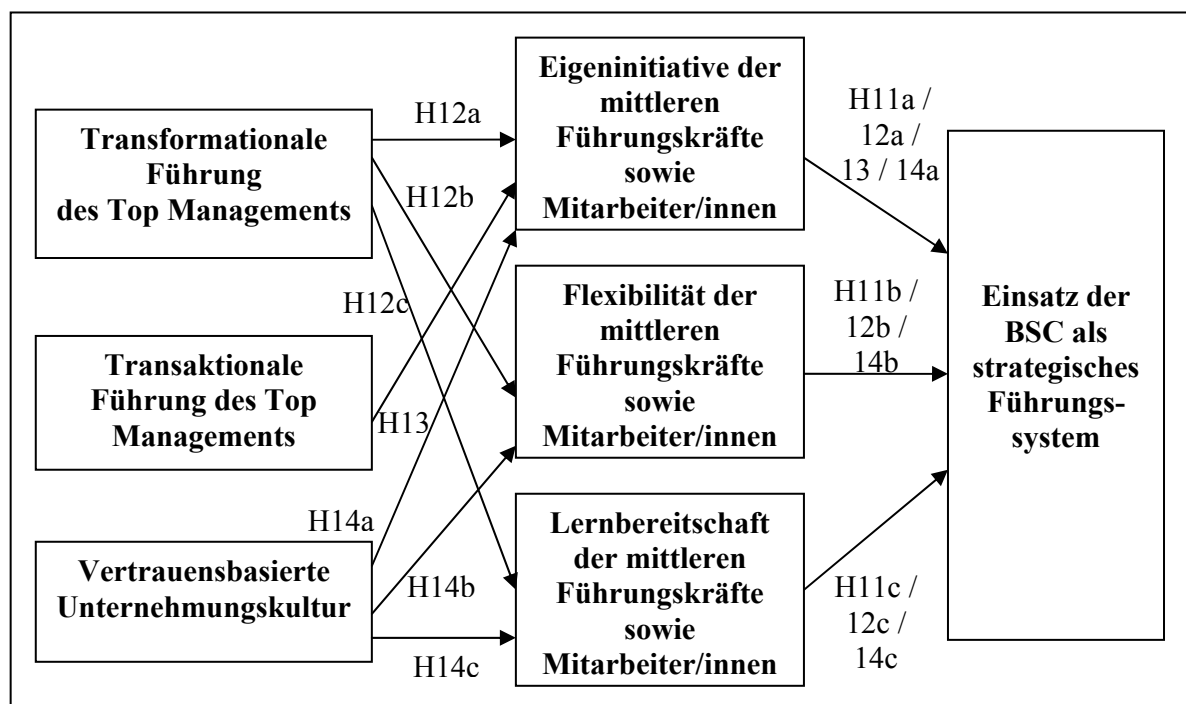 Transformationale
Führung
des Top Managements
Transaktionale
Führung des Top
Managements
Vertrauensbasierte
Unternehmungskultur
H12a
H12b
H12c
H13
H14a
H14b
H14c
Eigeninitiative der
mittleren
Führungskräfte
sowie
Mitarbeiter/innen
Flexibilität der
mittleren
Führungskräfte
sowie
Mitarbeiter/innen
Lernbereitschaft
der mittleren
Führungskräfte
sowie
Mitarbeiter/innen
H11a /
12a /
13 / 14a
H11b /
12b /
14b
H11c /
12c /
14c
Einsatz der
BSC als
strategisches
Führungs-
system